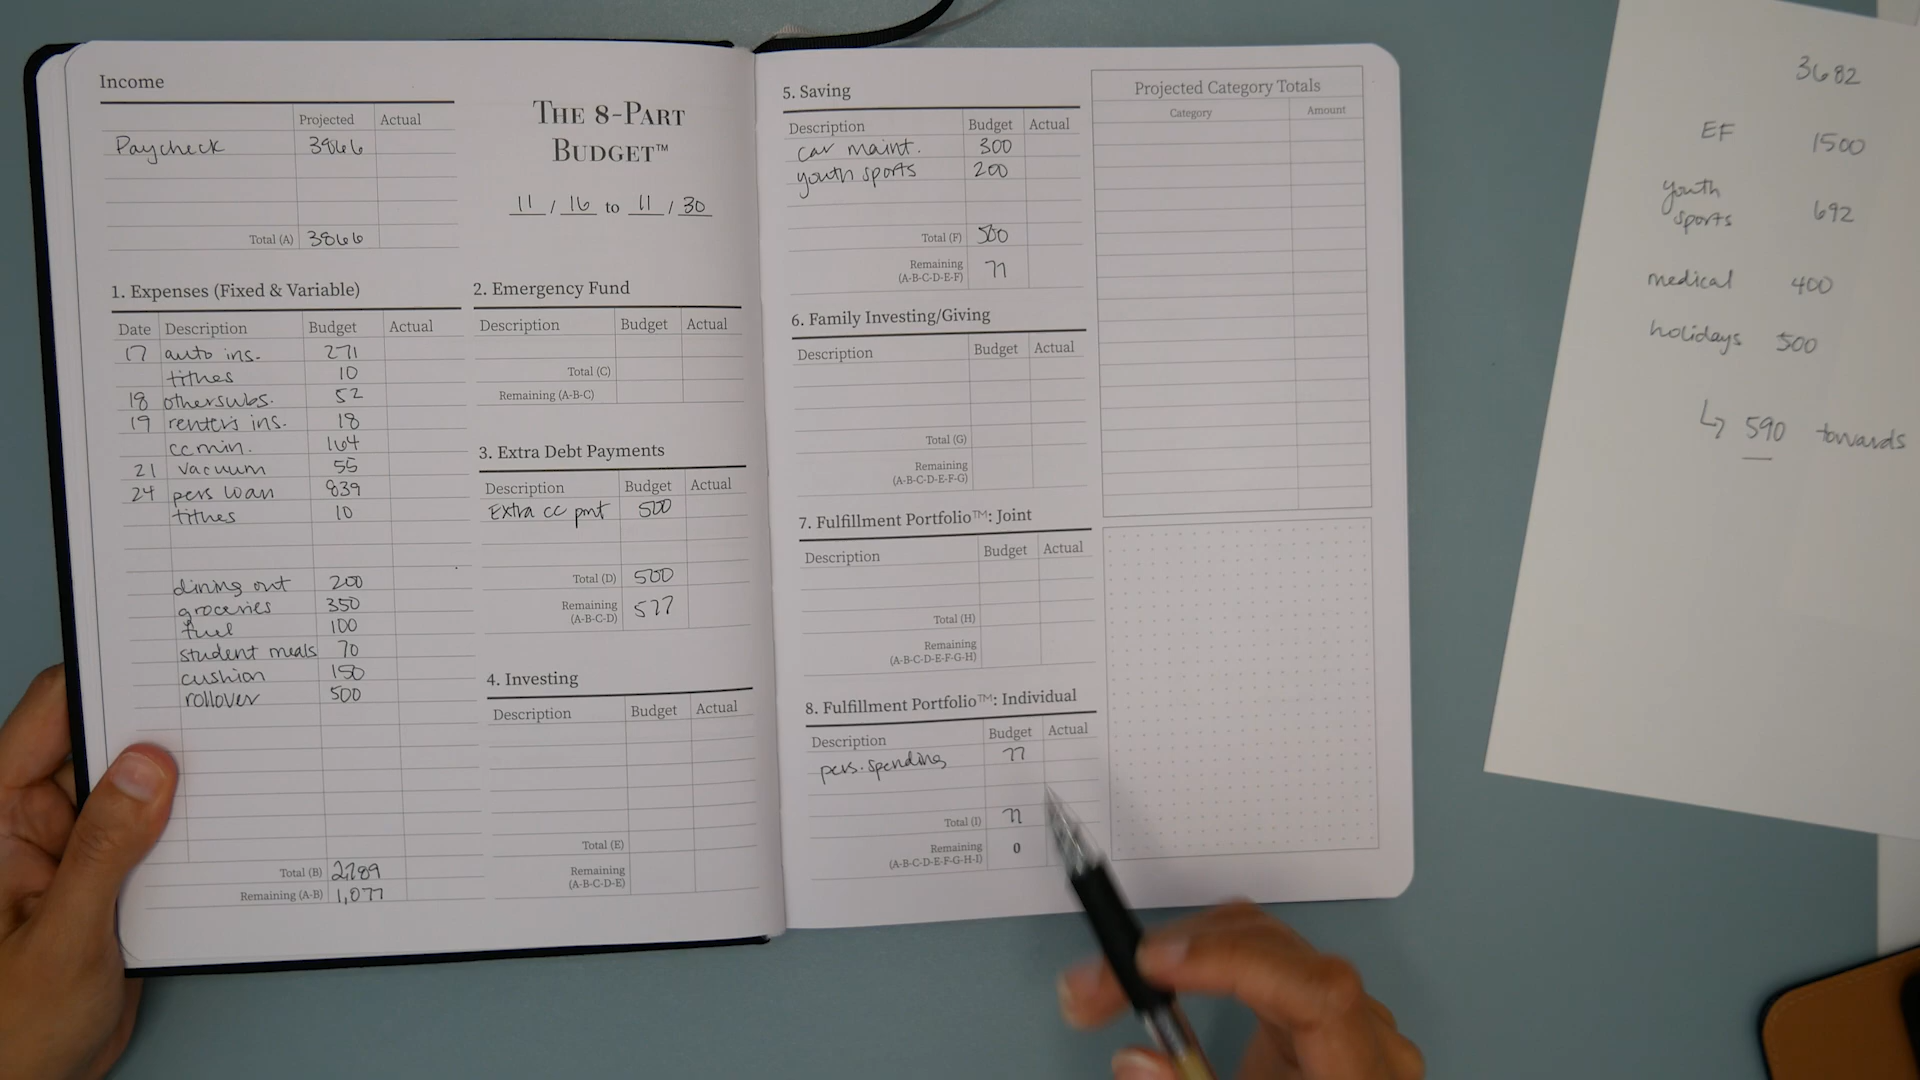 Income
Projected Actual
Paycheck 3866
Total (A) 3866
THE 8-PART
BUDGET™
11 / 16 to 11 / 30
1. Expenses (Fixed & Variable)
Date Description Budget Actual
17 auto ins. 271
tithes 10
18 other subs. 52
19 renter's ins. 18
cc min. 164
21 vacuum 55
24 pers loan 839
tithes 10
dining out 200
groceries 350
fuel 100
student meals 70
cushion 150
rollover 500
Total (B) 2,789
Remaining (A-B) 1,077
2. Emergency Fund
Description Budget Actual
Total (C)
Remaining (A-B-C)
3. Extra Debt Payments
Description Budget Actual
Extra cc pmt 500
Total (D) 500
Remaining
(A-B-C-D) 577
4. Investing
Description Budget Actual
Total (E)
Remaining
(A-B-C-D-E)
5. Saving
Description Budget Actual
car maint. 300
youth sports 200
Total (F) 500
Remaining
(A-B-C-D-E-F) 77
6. Family Investing/Giving
Description Budget Actual
Total (G)
Remaining
(A-B-C-D-E-F-G)
7. Fulfillment Portfolio™: Joint
Description Budget Actual
Total (H)
Remaining
(A-B-C-D-E-F-G-H)
8. Fulfillment Portfolio™: Individual
Description Budget Actual
pers. spending 77
Total (I) 77
Remaining
(A-B-C-D-E-F-G-H-I) 0
Projected Category Totals
Category Amount
3682
EF 1500
youth
sports 692
medical 400
holidays 500
↳ 590 towards